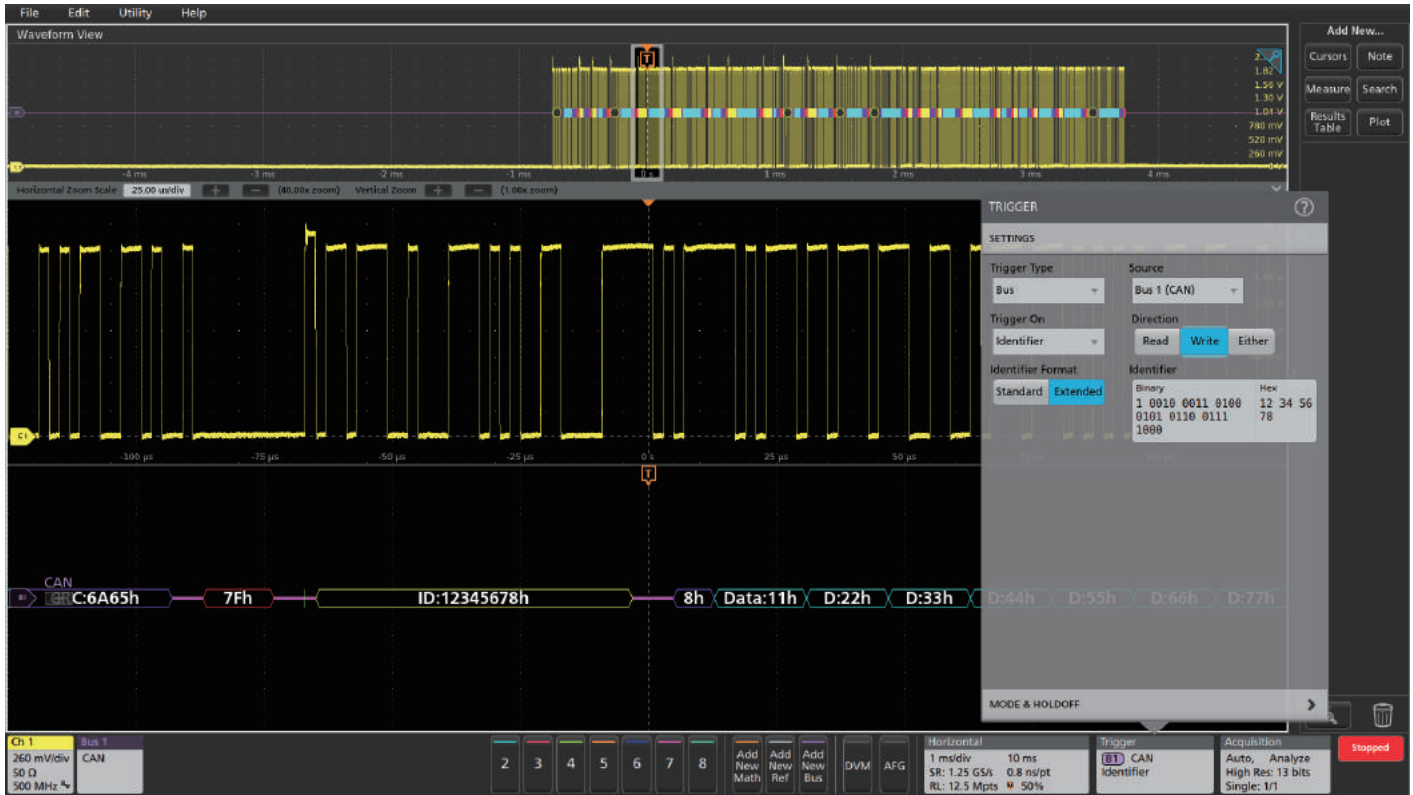 File Edit Utility Help
Waveform View
Add New...
Cursors Note
Measure Search
Results Table Plot
1.82
1.56 V
1.30 V
1.04 V
780 mV
520 mV
260 mV
C1
-4 ms -3 ms -2 ms -1 ms 0 s 1 ms 2 ms 3 ms 4 ms
T
Horizontal Zoom Scale 25.00 us/div + - (40.00x zoom) Vertical Zoom + - (1.00x zoom)
C1
-100 µs -75 µs -50 µs -25 µs 0 s 25 µs 50 µs
T
CAN
B1 C:6A65h 7Fh ID:12345678h 8h Data:11h D:22h D:33h D:44h D:55h D:66h D:77h
TRIGGER ?
SETTINGS
Trigger Type Source
Bus Bus 1 (CAN)
Trigger On Direction
Identifier Read Write Either
Identifier Format Identifier
Standard Extended
Binary Hex
1 0010 0011 0100 12 34 56
0101 0110 0111 78
1000
MODE & HOLDOFF
Ch 1
260 mV/div
50 Ω
500 MHz
Bus 1
CAN
2 3 4 5 6 7 8
Add New Math
Add New Ref
Add New Bus
DVM
AFG
Horizontal
1 ms/div 10 ms
SR: 1.25 GS/s 0.8 ns/pt
RL: 12.5 Mpts 50%
Trigger
B1 CAN
Identifier
Acquisition
Auto, Analyze
High Res: 13 bits
Single: 1/1
Stopped